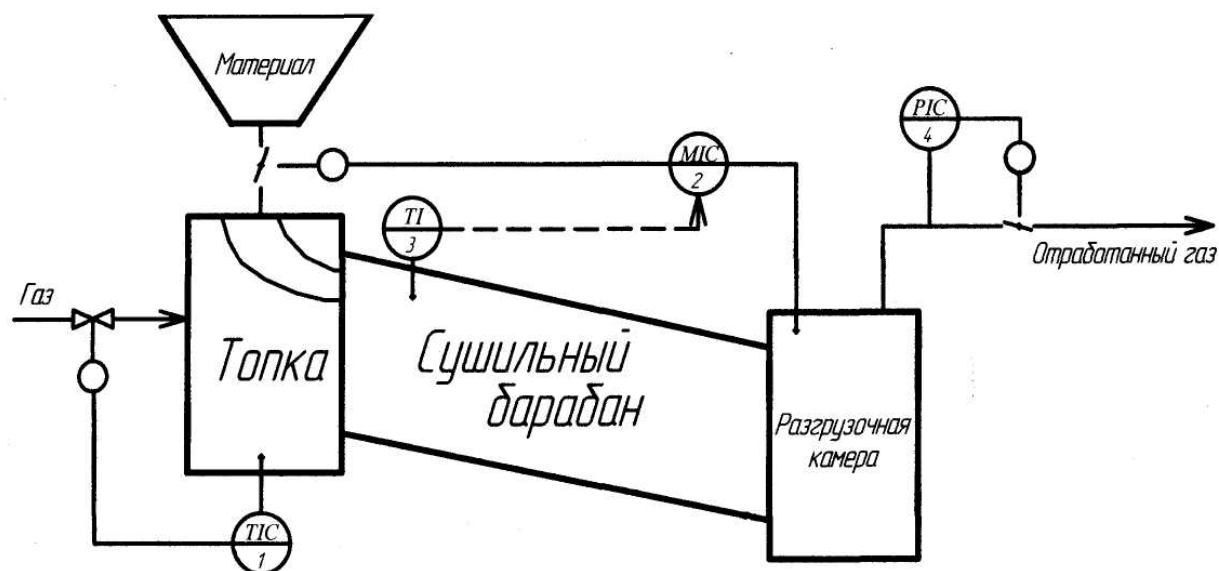 Материал
PIC
4
MIC
2
TI
3
Отработанный газ
Газ
Топка
Сушильный
барабан
Разгрузочная
камера
TIC
1